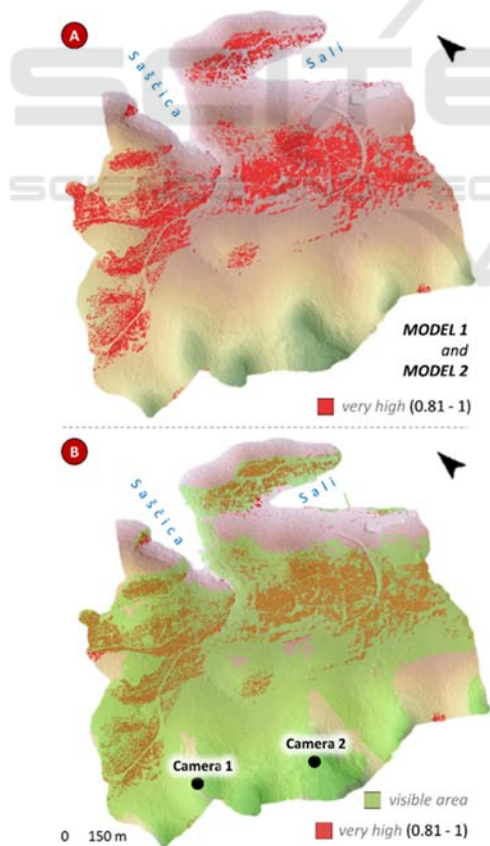 A
Saščica
Sali
MODEL 1
and
MODEL 2
very high (0.81 - 1)
B
Saščica
Sali
Camera 2
Camera 1
visible area
0 150 m
very high (0.81 - 1)